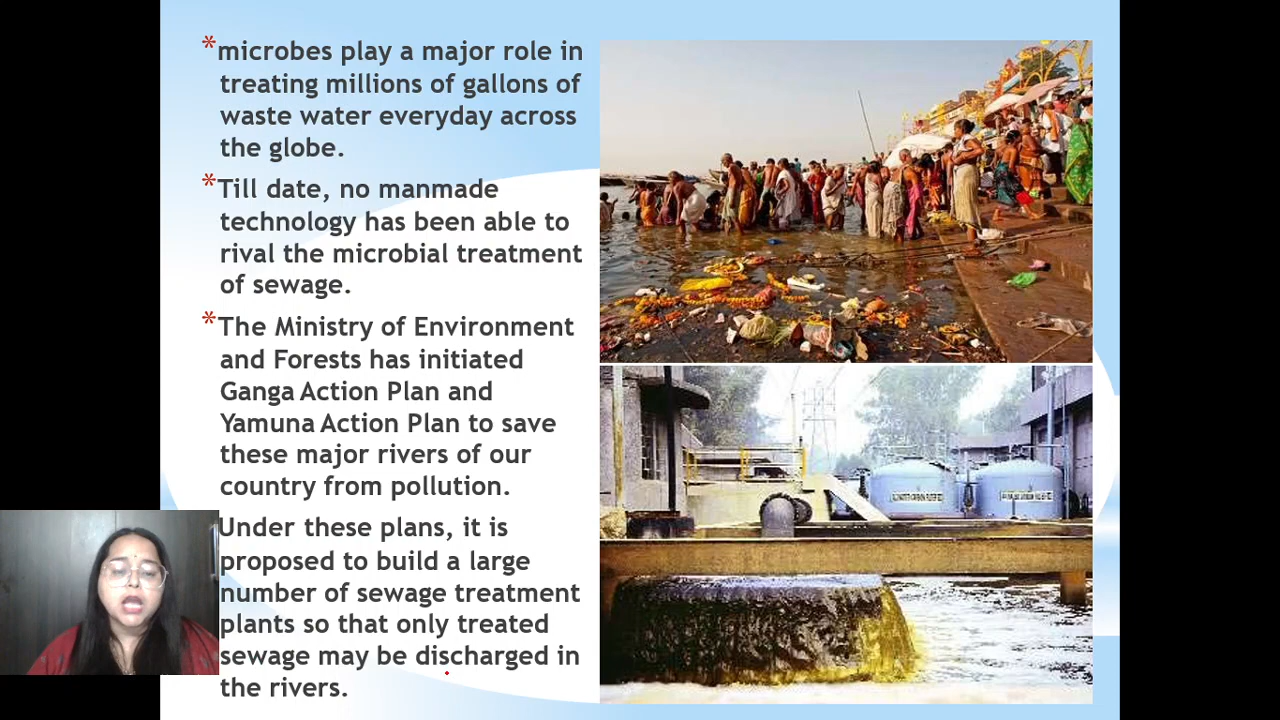 *microbes play a major role in
treating millions of gallons of
waste water everyday across
the globe.
*Till date, no manmade
technology has been able to
rival the microbial treatment
of sewage.
*The Ministry of Environment
and Forests has initiated
Ganga Action Plan and
Yamuna Action Plan to save
these major rivers of our
country from pollution.
Under these plans, it is
proposed to build a large
number of sewage treatment
plants so that only treated
sewage may be discharged in
the rivers.